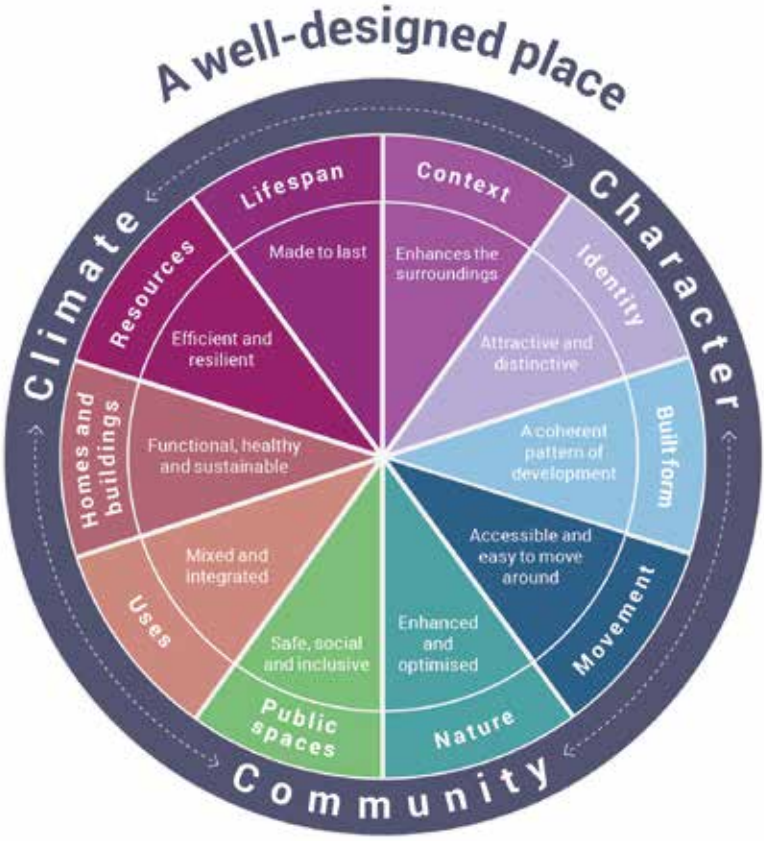 A well-designed place
Climate
Character
Community
Context
Enhances the
surroundings
Identity
Attractive and
distinctive
Built form
A coherent
pattern of
development
Movement
Accessible and
easy to move
around
Nature
Enhanced
and
optimised
Public
spaces
Safe, social
and inclusive
Uses
Mixed and
integrated
Homes and
buildings
Functional, healthy
and sustainable
Resources
Efficient and
resilient
Lifespan
Made to last